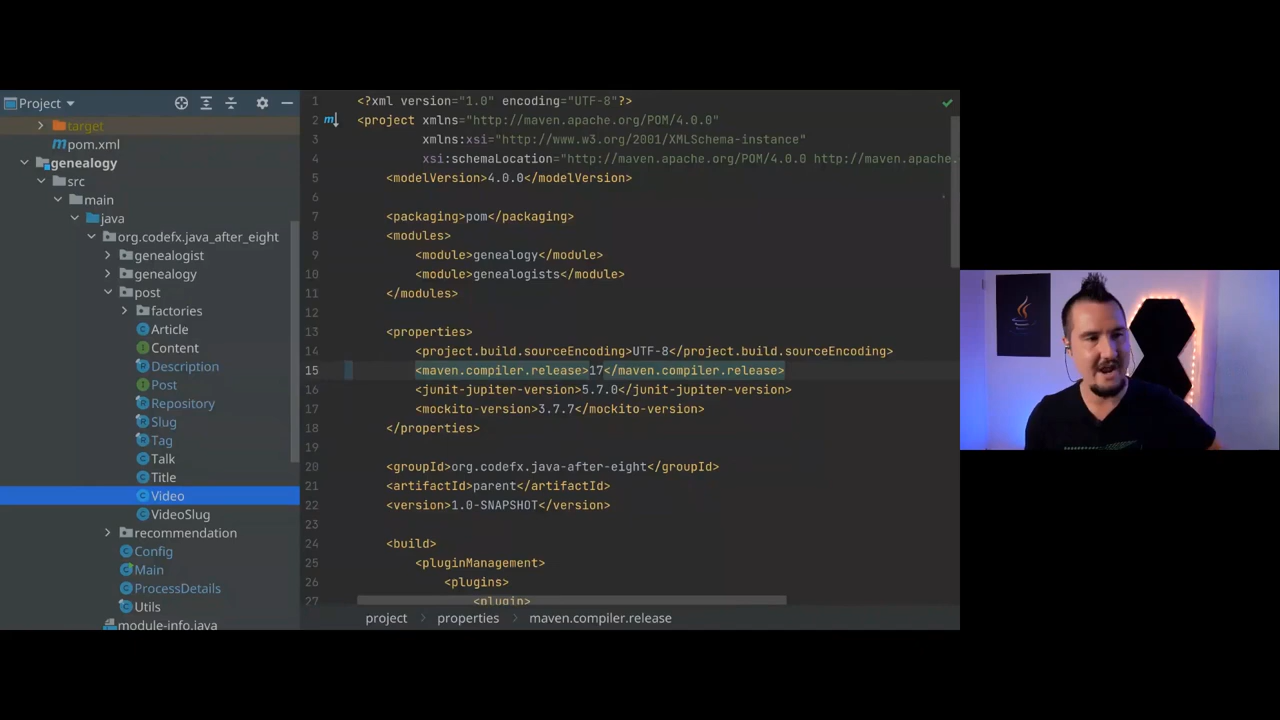 Project
target
pom.xml
genealogy
src
main
java
org.codefx.java_after_eight
genealogist
genealogy
post
factories
Article
Content
Description
Post
Repository
Slug
Tag
Talk
Title
Video
VideoSlug
recommendation
Config
Main
ProcessDetails
Utils
module-info.java
1 <?xml version="1.0" encoding="UTF-8"?>
2 <project xmlns="http://maven.apache.org/POM/4.0.0"
3 xmlns:xsi="http://www.w3.org/2001/XMLSchema-instance"
4 xsi:schemaLocation="http://maven.apache.org/POM/4.0.0 http://maven.apache.
5 <modelVersion>4.0.0</modelVersion>
6
7 <packaging>pom</packaging>
8 <modules>
9 <module>genealogy</module>
10 <module>genealogists</module>
11 </modules>
12
13 <properties>
14 <project.build.sourceEncoding>UTF-8</project.build.sourceEncoding>
15 <maven.compiler.release>17</maven.compiler.release>
16 <junit-jupiter-version>5.7.0</junit-jupiter-version>
17 <mockito-version>3.7.7</mockito-version>
18 </properties>
19
20 <groupId>org.codefx.java-after-eight</groupId>
21 <artifactId>parent</artifactId>
22 <version>1.0-SNAPSHOT</version>
23
24 <build>
25 <pluginManagement>
26 <plugins>
27 <plugin>
project > properties > maven.compiler.release